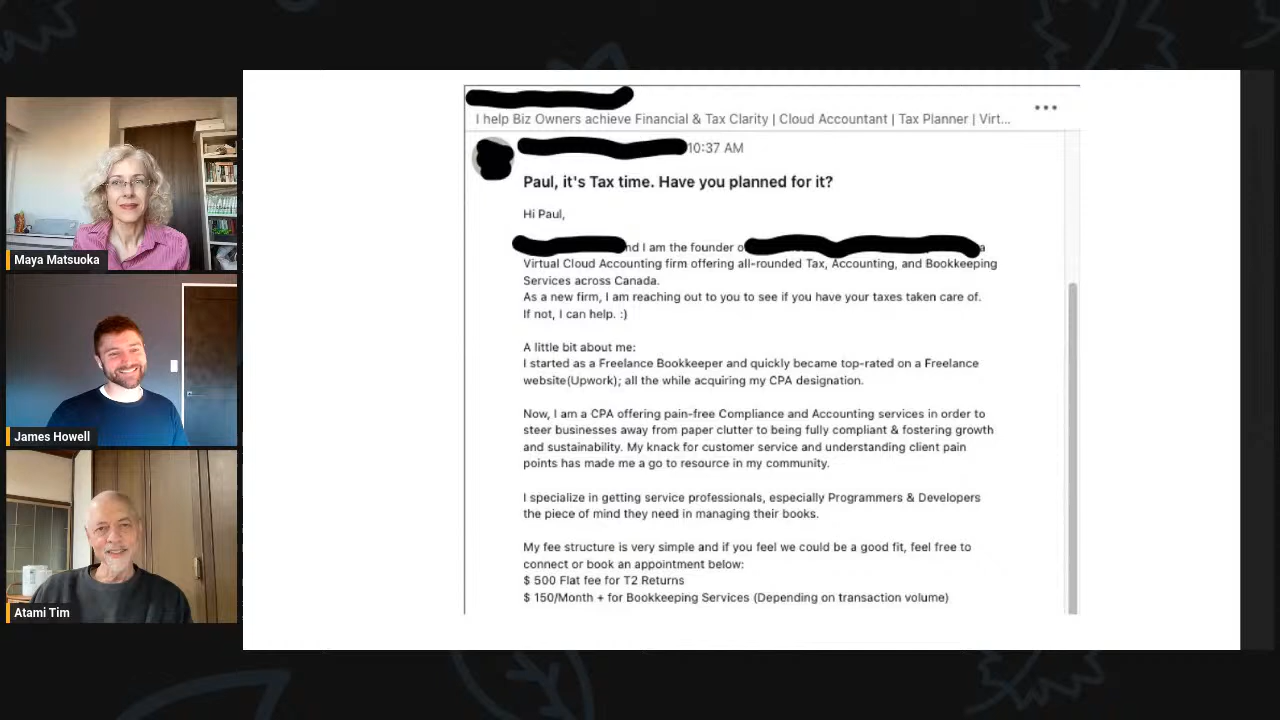 I help Biz Owners achieve Financial & Tax Clarity | Cloud Accountant | Tax Planner | Virt...
10:37 AM
Paul, it's Tax time. Have you planned for it?
Hi Paul,
nd I am the founder o a
Virtual Cloud Accounting firm offering all-rounded Tax, Accounting, and Bookkeeping
Services across Canada.
As a new firm, I am reaching out to you to see if you have your taxes taken care of.
If not, I can help. :)
A little bit about me:
I started as a Freelance Bookkeeper and quickly became top-rated on a Freelance
website(Upwork); all the while acquiring my CPA designation.
Now, I am a CPA offering pain-free Compliance and Accounting services in order to
steer businesses away from paper clutter to being fully compliant & fostering growth
and sustainability. My knack for customer service and understanding client pain
points has made me a go to resource in my community.
I specialize in getting service professionals, especially Programmers & Developers
the piece of mind they need in managing their books.
My fee structure is very simple and if you feel we could be a good fit, feel free to
connect or book an appointment below:
$ 500 Flat fee for T2 Returns
$ 150/Month + for Bookkeeping Services (Depending on transaction volume)
Maya Matsuoka
James Howell
Atami Tim